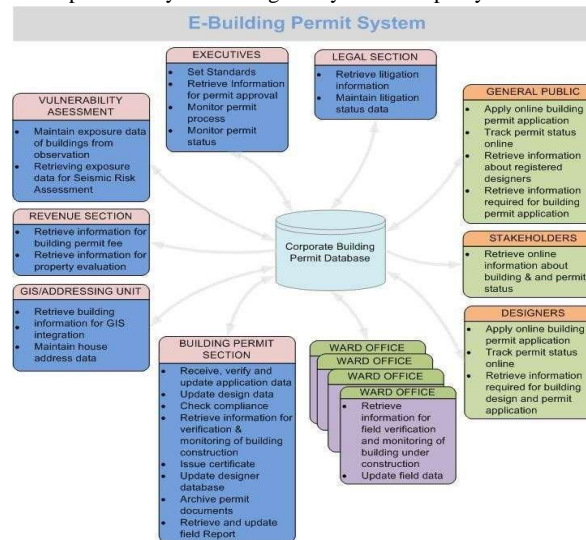 E-Building Permit System
EXECUTIVES
• Set Standards
• Retrieve Information
for permit approval
• Monitor permit
process
• Monitor permit
status
LEGAL SECTION
• Retrieve litigation
information
• Maintain litigation
status data
VULNERABILITY
ASESSMENT
• Maintain exposure data
of buildings from
observation
• Retrieving exposure
data for Seismic Risk
Assessment
GENERAL PUBLIC
• Apply online building
permit application
• Track permit status
online
• Retrieve information
about registered
designers
• Retrieve information
required for building
permit application
REVENUE SECTION
• Retrieve information for
building permit fee
• Retrieve information for
property evaluation
Corporate Building
Permit Database
STAKEHOLDERS
• Retrieve online
information about
building & and permit
status
GIS/ADDRESSING UNIT
• Retrieve building
information for GIS
integration
• Maintain house
address data
DESIGNERS
• Apply online building
permit application
• Track permit status
online
• Retrieve information
required for building
design and permit
application
BUILDING PERMIT
SECTION
• Receive, verify and
update application data
• Update design data
• Check compliance
• Retrieve information for
verification &
monitoring of building
construction
• Issue certificate
• Update designer
database
• Archive permit
documents
• Retrieve and update
field Report
WARD OFFICE
WARD OFFICE
WARD OFFICE
WARD OFFICE
• Retrieve
information for
field verification
and monitoring of
building under
construction
• Update field data